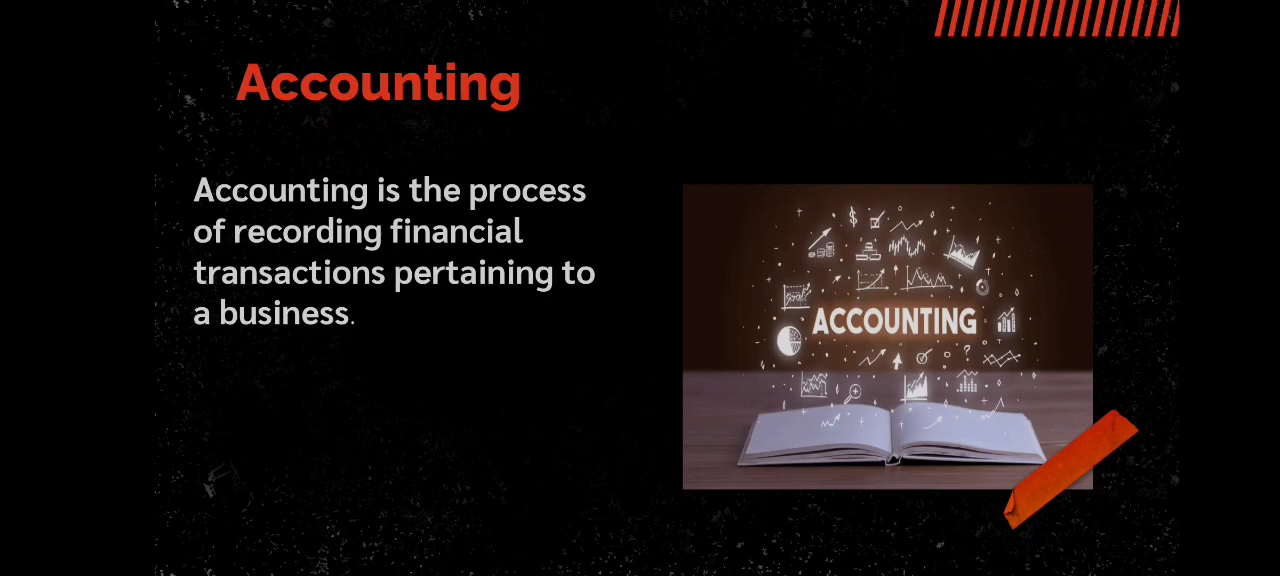 Accounting
Accounting is the process
of recording financial
transactions pertaining to
a business.
ACCOUNTING